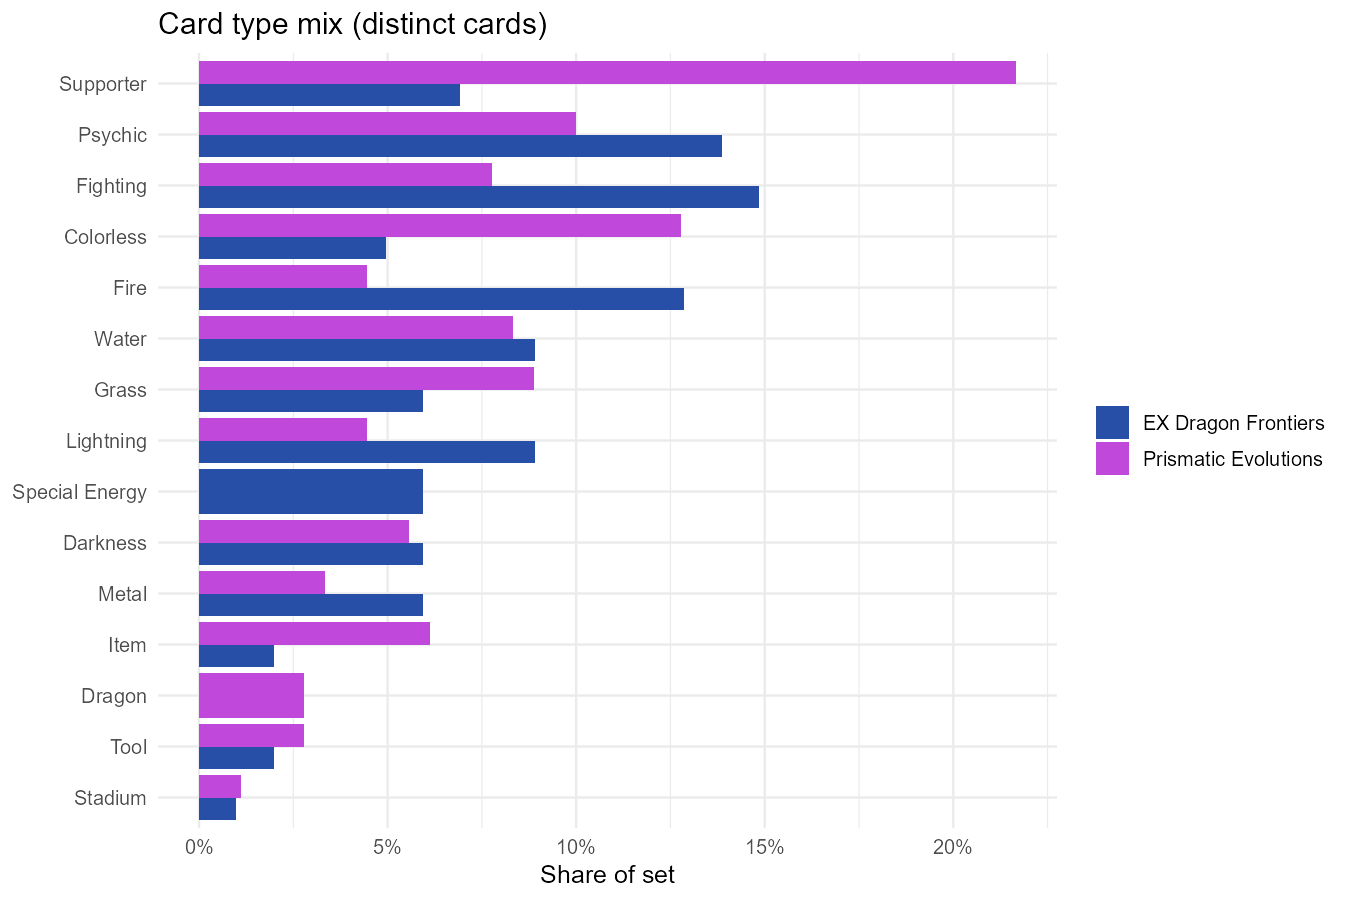 Card type mix (distinct cards)
Supporter
Psychic
Fighting
Colorless
Fire
Water
Grass
Lightning
Special Energy
Darkness
Metal
Item
Dragon
Tool
Stadium
0% 5% 10% 15% 20%
Share of set
EX Dragon Frontiers
Prismatic Evolutions